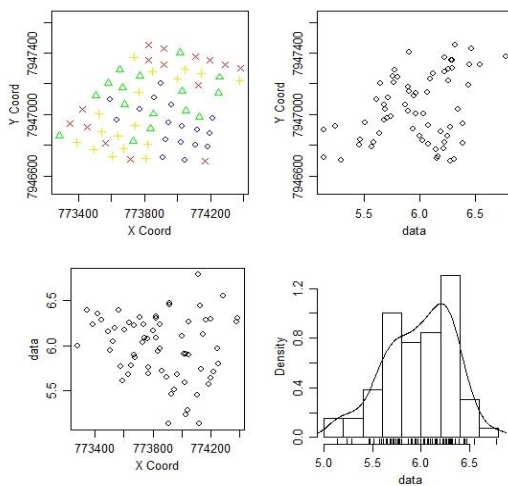 7947400
7947000
7946600
Y Coord
773400 773800 774200
X Coord
7947400
7947000
7946600
Y Coord
5.5 6.0 6.5
data
6.5
6.0
5.5
data
773400 773800 774200
X Coord
1.2
0.8
0.4
0.0
Density
5.0 5.5 6.0 6.5
data